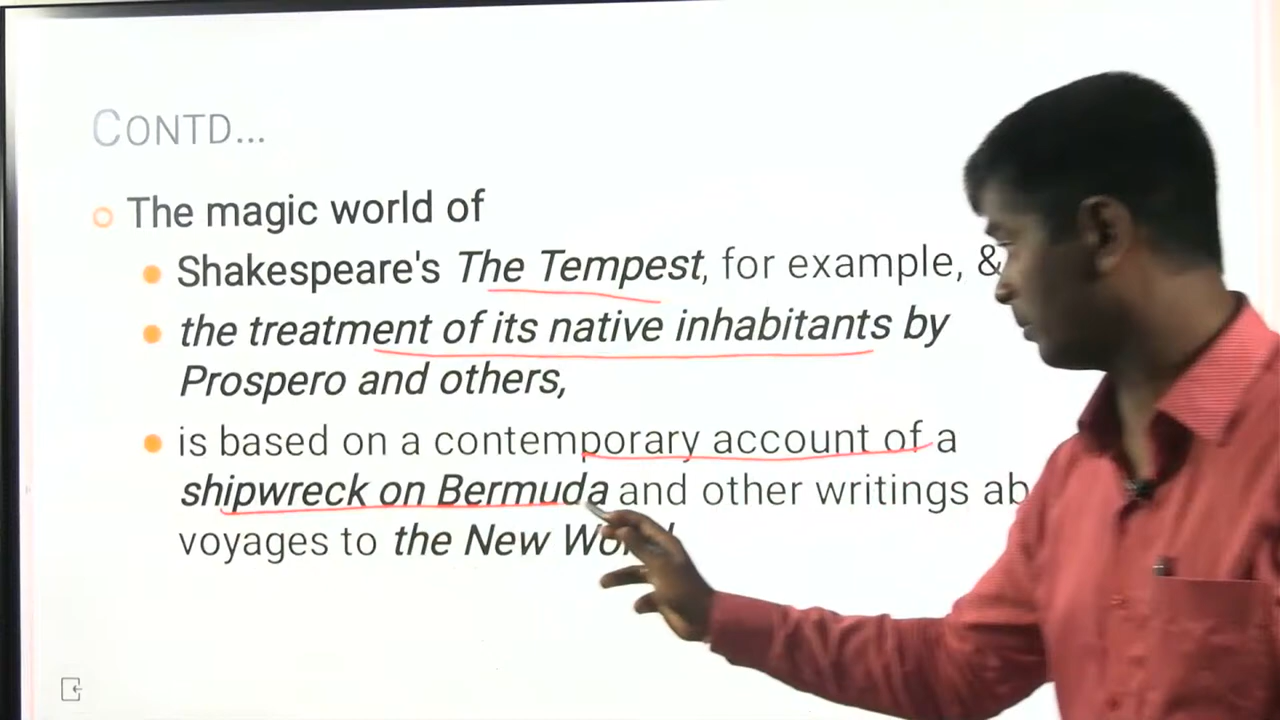 CONTD...
The magic world of
Shakespeare's The Tempest, for example, &
the treatment of its native inhabitants by
Prospero and others,
is based on a contemporary account of a
shipwreck on Bermuda and other writings
voyages to the New